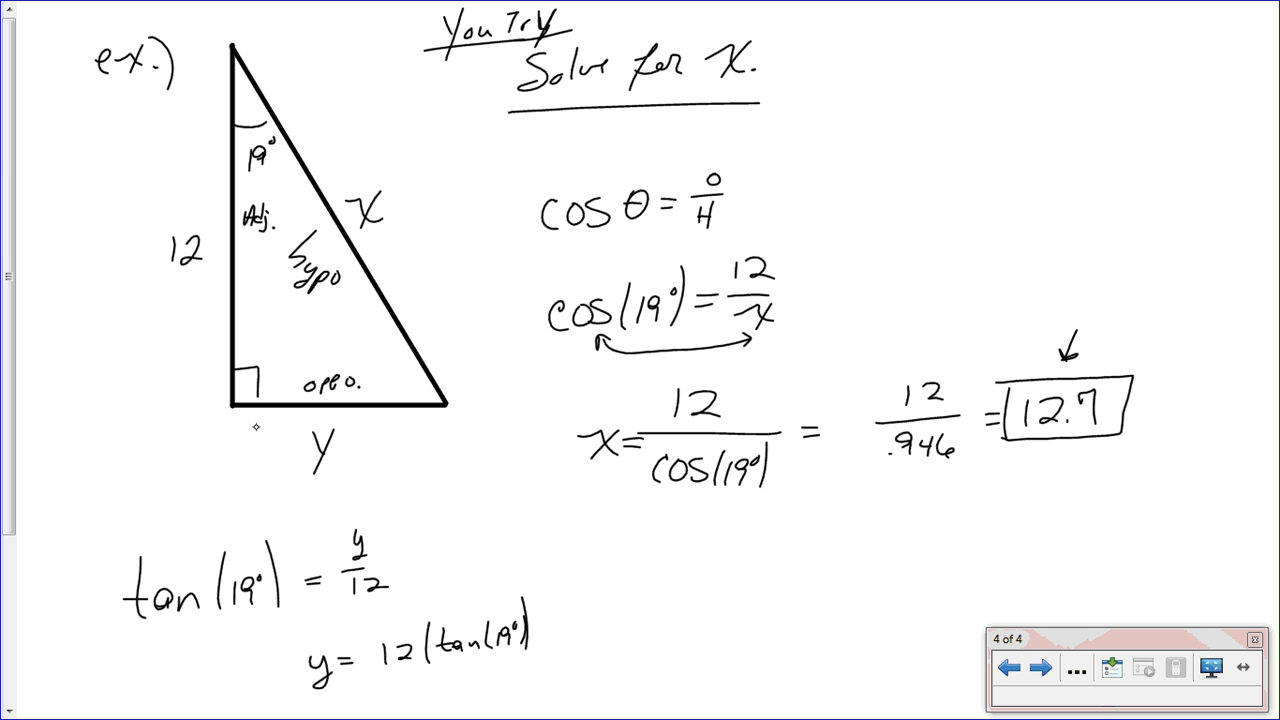 You Try
ex.)
Solve for x.
19°
Adj.
x
12
Hypo
oppo.
y
cos θ = O/H
cos(19°) = 12/x
x = 12/cos(19°) = 12/.946 = 12.7
tan(19°) = y/12
y = 12(tan(19°)
4 of 4
...